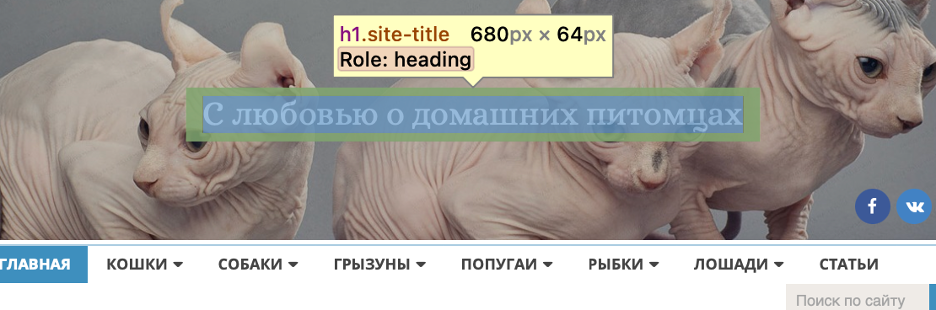 h1.site-title 680px × 64px
Role: heading
С любовью о домашних питомцах
ГЛАВНАЯ КОШКИ СОБАКИ ГРЫЗУНЫ ПОПУГАИ РЫБКИ ЛОШАДИ СТАТЬИ
Поиск по сайту